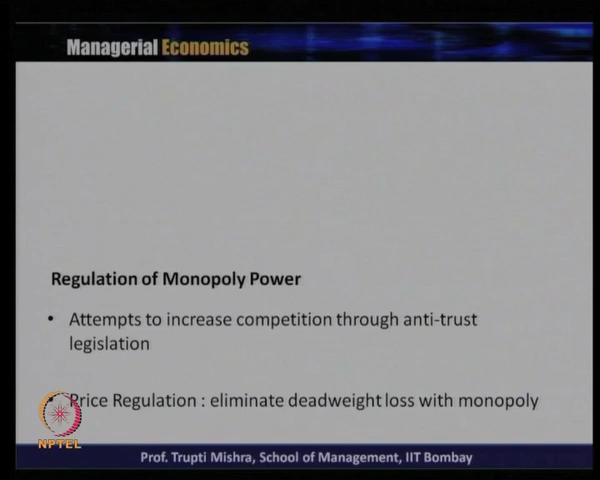 Managerial Economics
Regulation of Monopoly Power
• Attempts to increase competition through anti-trust
legislation
Price Regulation : eliminate deadweight loss with monopoly
NPTEL
Prof. Trupti Mishra, School of Management, IIT Bombay